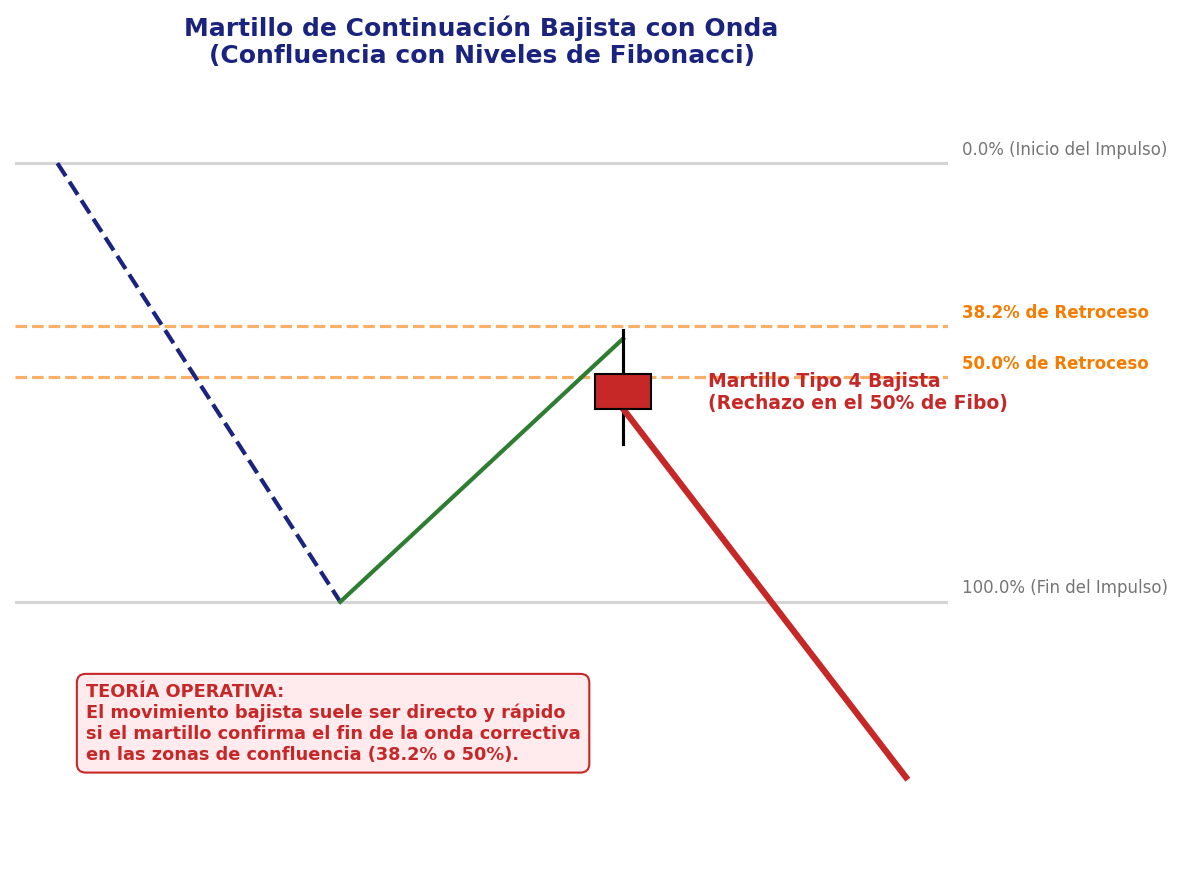 Martillo de Continuación Bajista con Onda
(Confluencia con Niveles de Fibonacci)
0.0% (Inicio del Impulso)
38.2% de Retroceso
50.0% de Retroceso
Martillo Tipo 4 Bajista
(Rechazo en el 50% de Fibo)
100.0% (Fin del Impulso)
TEORÍA OPERATIVA:
El movimiento bajista suele ser directo y rápido
si el martillo confirma el fin de la onda correctiva
en las zonas de confluencia (38.2% o 50%).